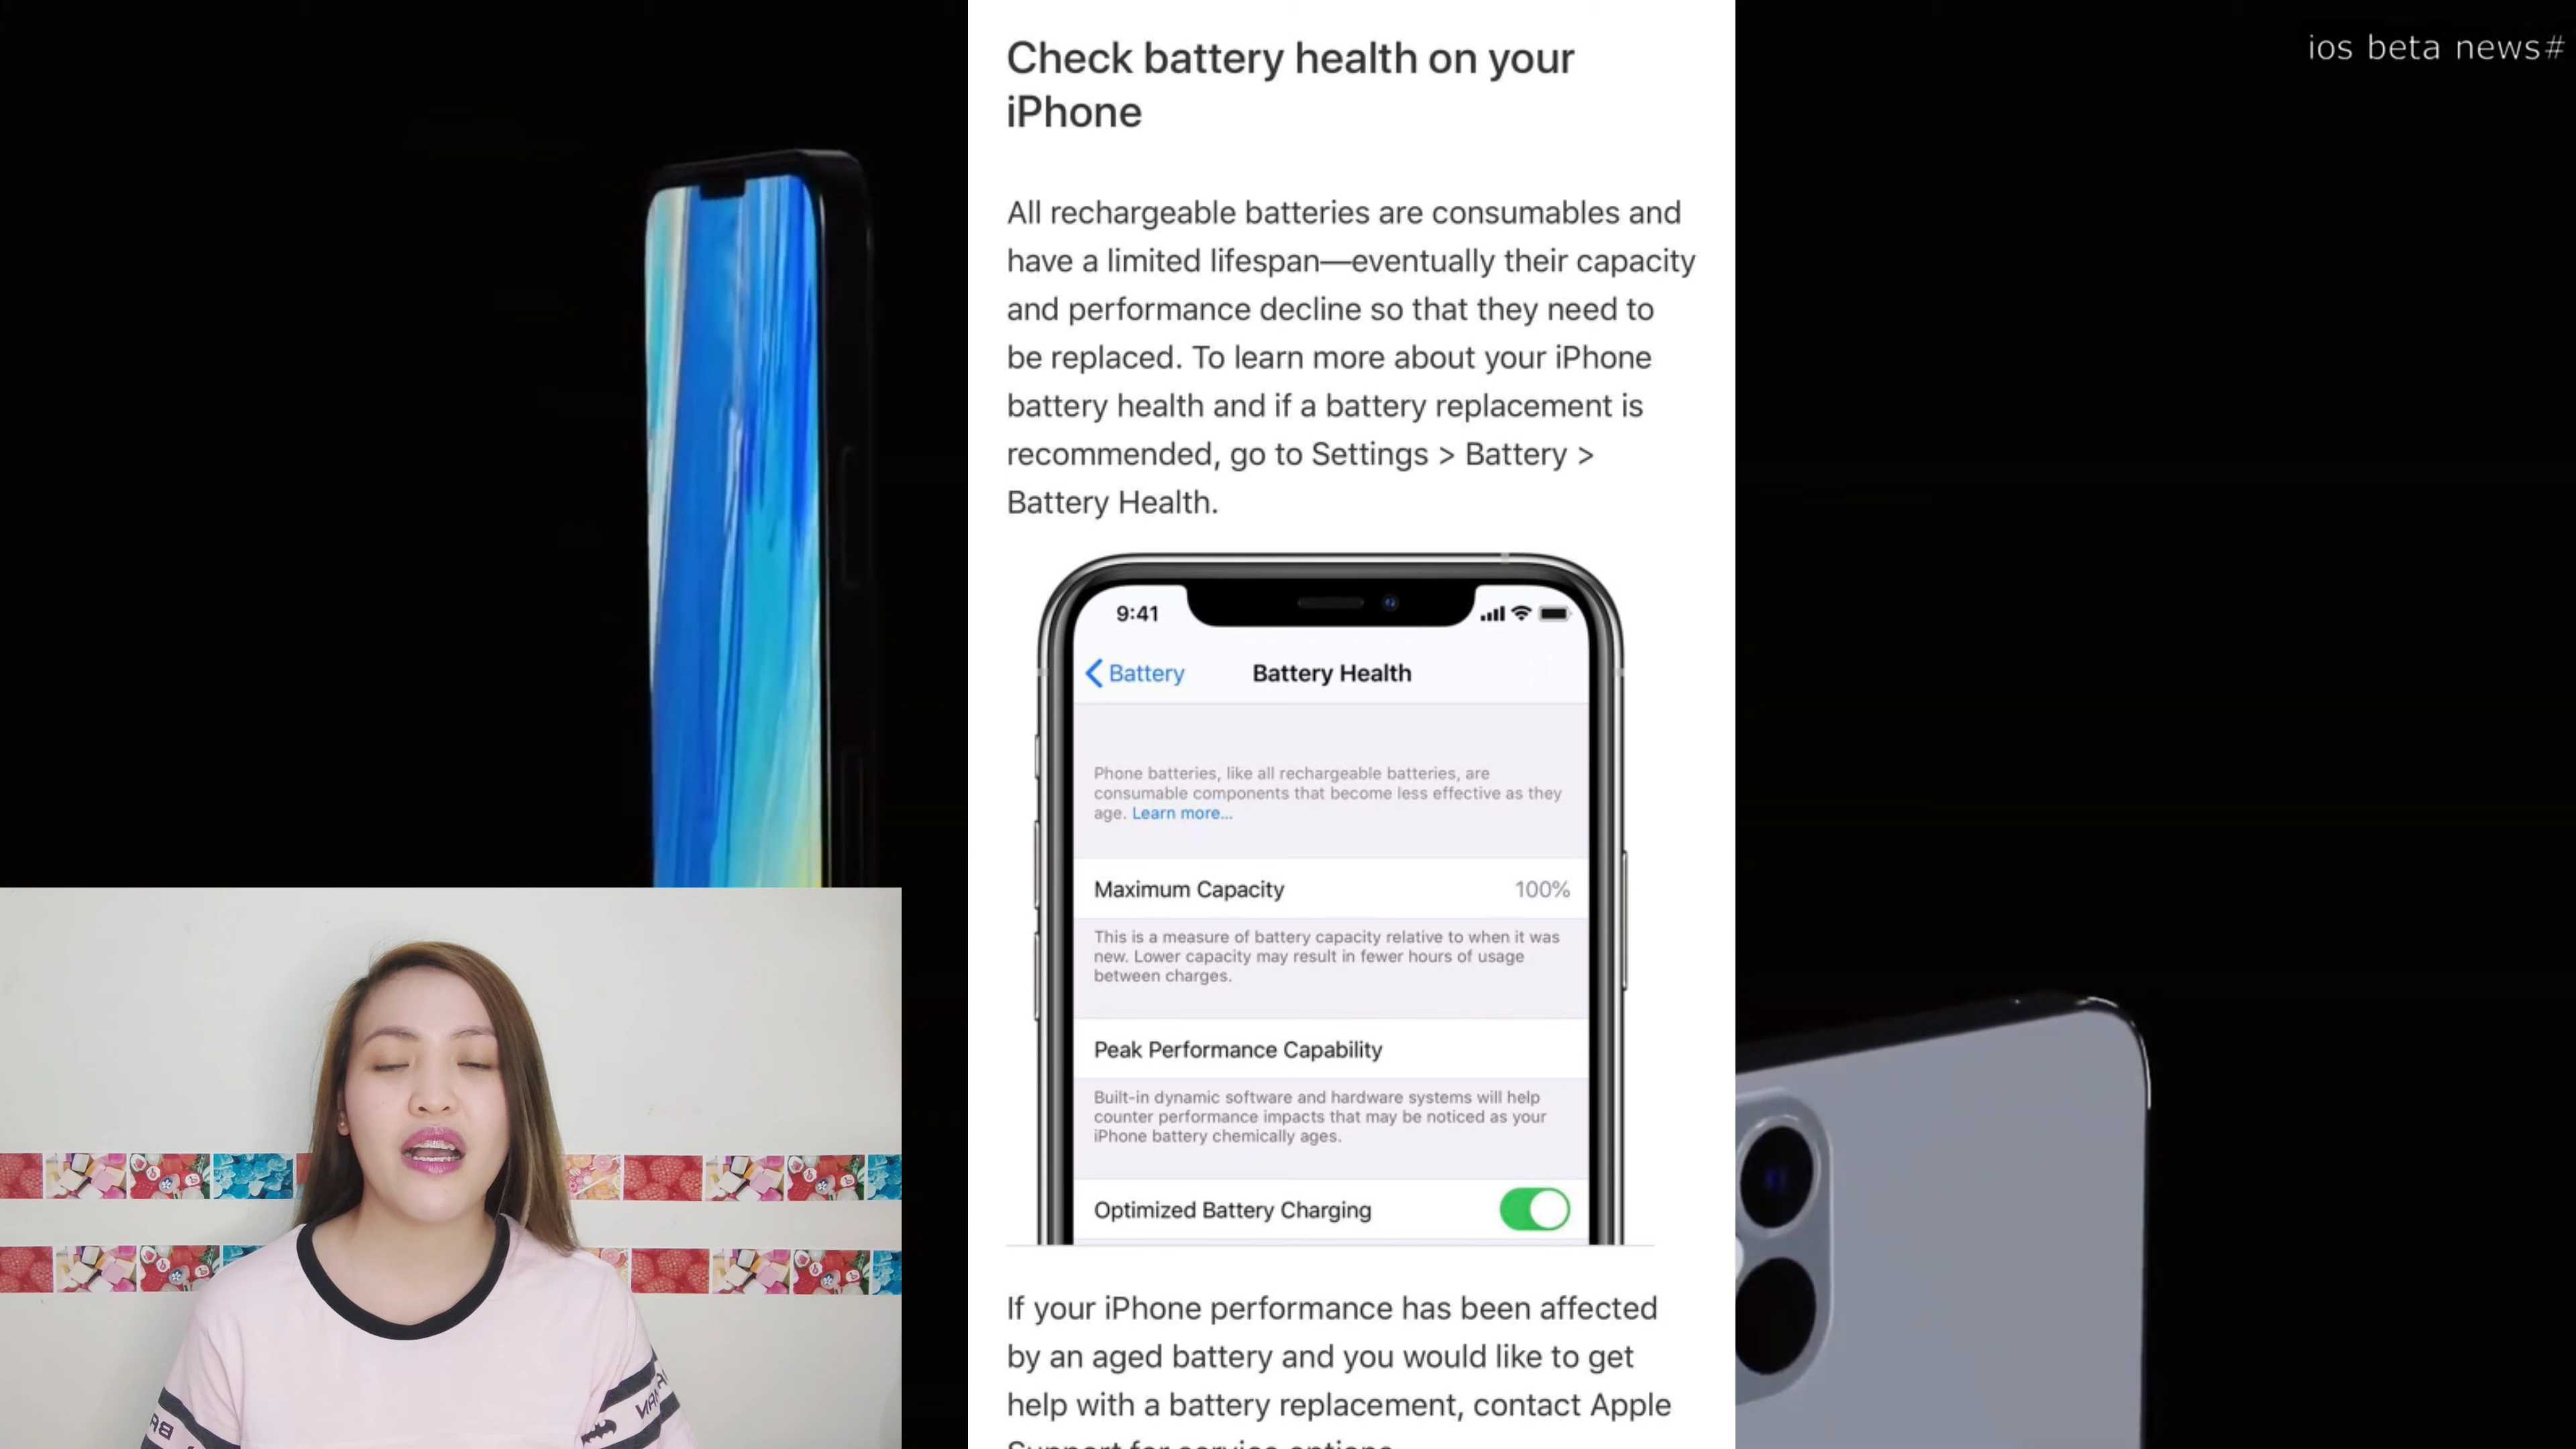 ios beta news#
Check battery health on your
iPhone
All rechargeable batteries are consumables and
have a limited lifespan—eventually their capacity
and performance decline so that they need to
be replaced. To learn more about your iPhone
battery health and if a battery replacement is
recommended, go to Settings > Battery >
Battery Health.
9:41
Battery Battery Health
Phone batteries, like all rechargeable batteries, are
consumable components that become less effective as they
age. Learn more...
Maximum Capacity 100%
This is a measure of battery capacity relative to when it was
new. Lower capacity may result in fewer hours of usage
between charges.
Peak Performance Capability
Built-in dynamic software and hardware systems will help
counter performance impacts that may be noticed as your
iPhone battery chemically ages.
Optimized Battery Charging
If your iPhone performance has been affected
by an aged battery and you would like to get
help with a battery replacement, contact Apple
Support for service options